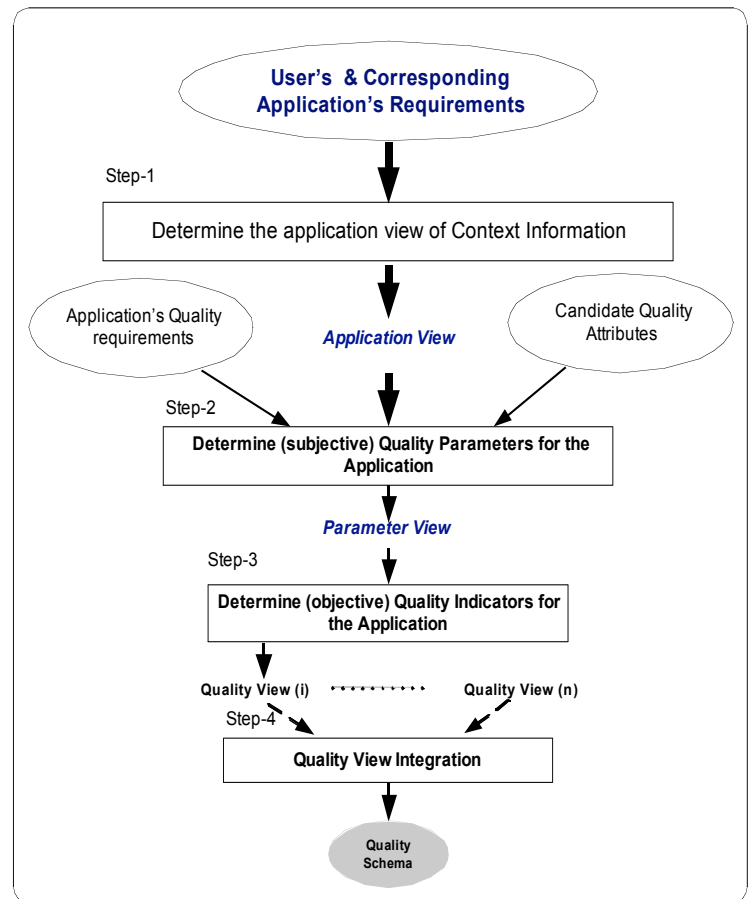 User's & Corresponding
Application's Requirements
Step-1
Determine the application view of Context Information
Application's Quality
requirements
Application View
Candidate Quality
Attributes
Step-2
Determine (subjective) Quality Parameters for the
Application
Parameter View
Step-3
Determine (objective) Quality Indicators for
the Application
Quality View (i)
Quality View (n)
Step-4
Quality View Integration
Quality
Schema